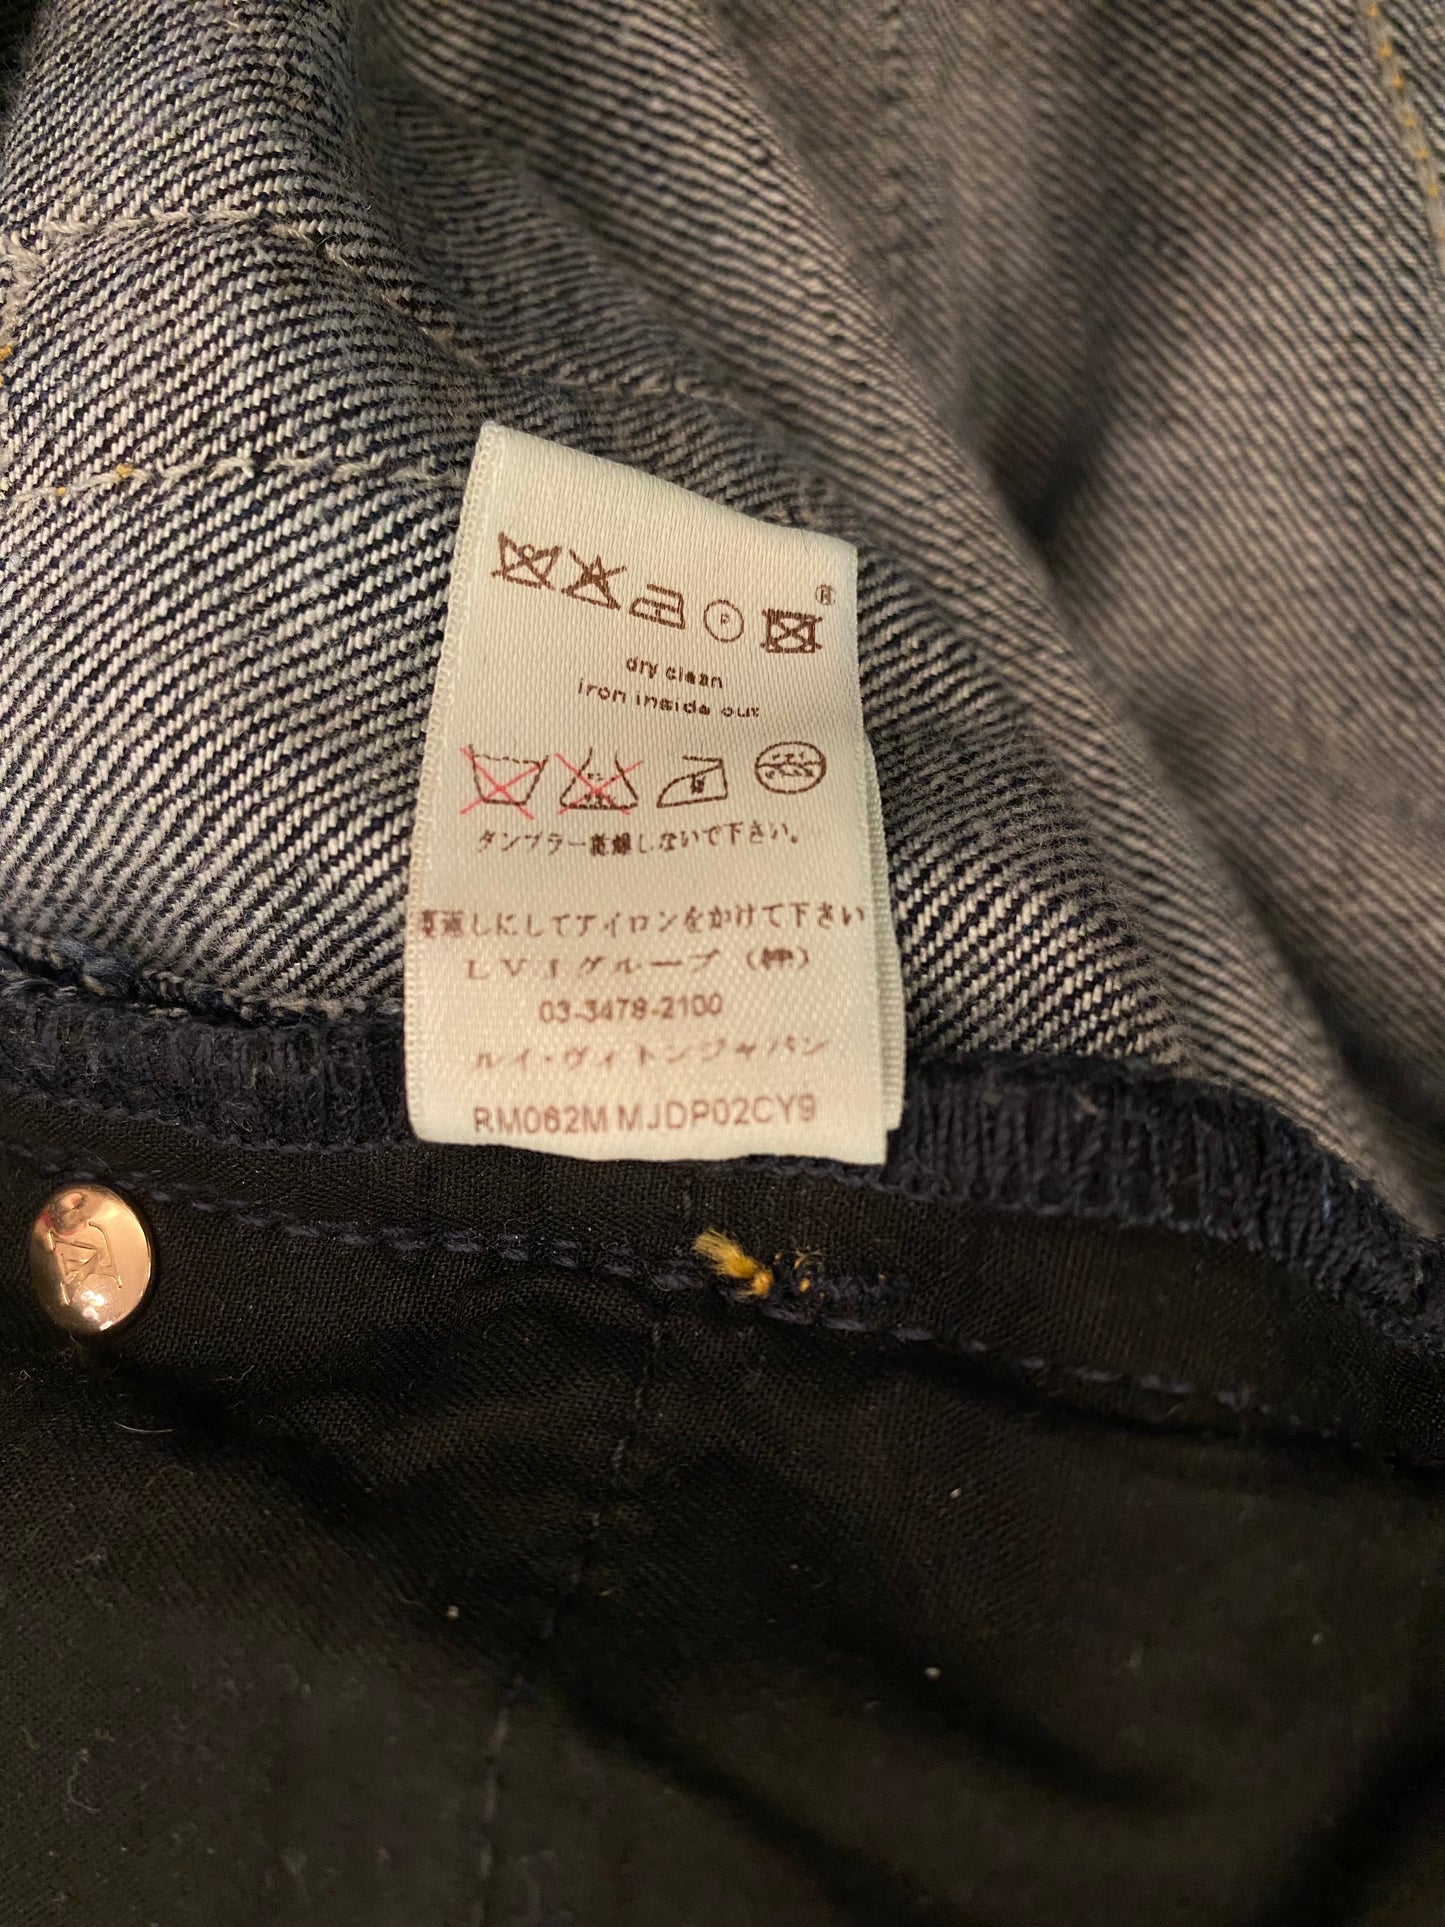 P
®
dry clean
iron inside out
タンブラー乾燥しないで下さい。
裏返しにしてアイロンをかけて下さい
LVJグループ（株）
03-3478-2100
ルイ・ヴィトンジャパン
RM062M MJDP02CY9
LV